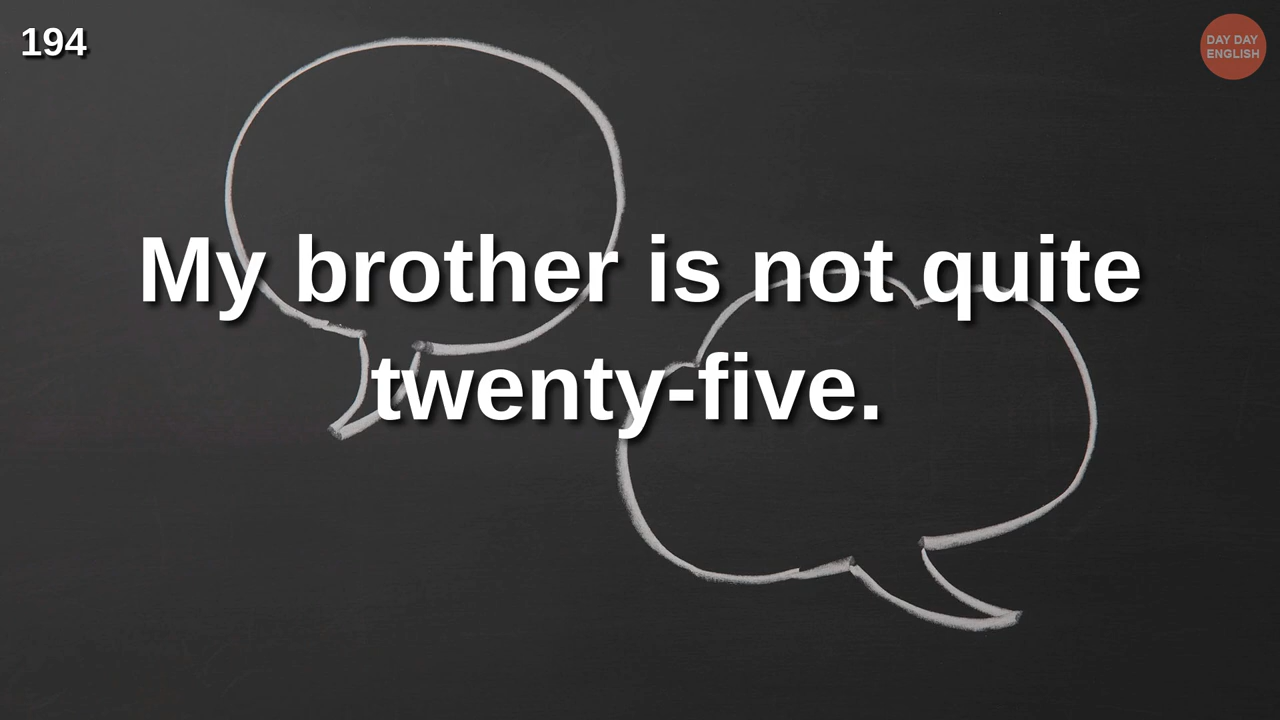 194
DAY DAY
ENGLISH
My brother is not quite
twenty-five.